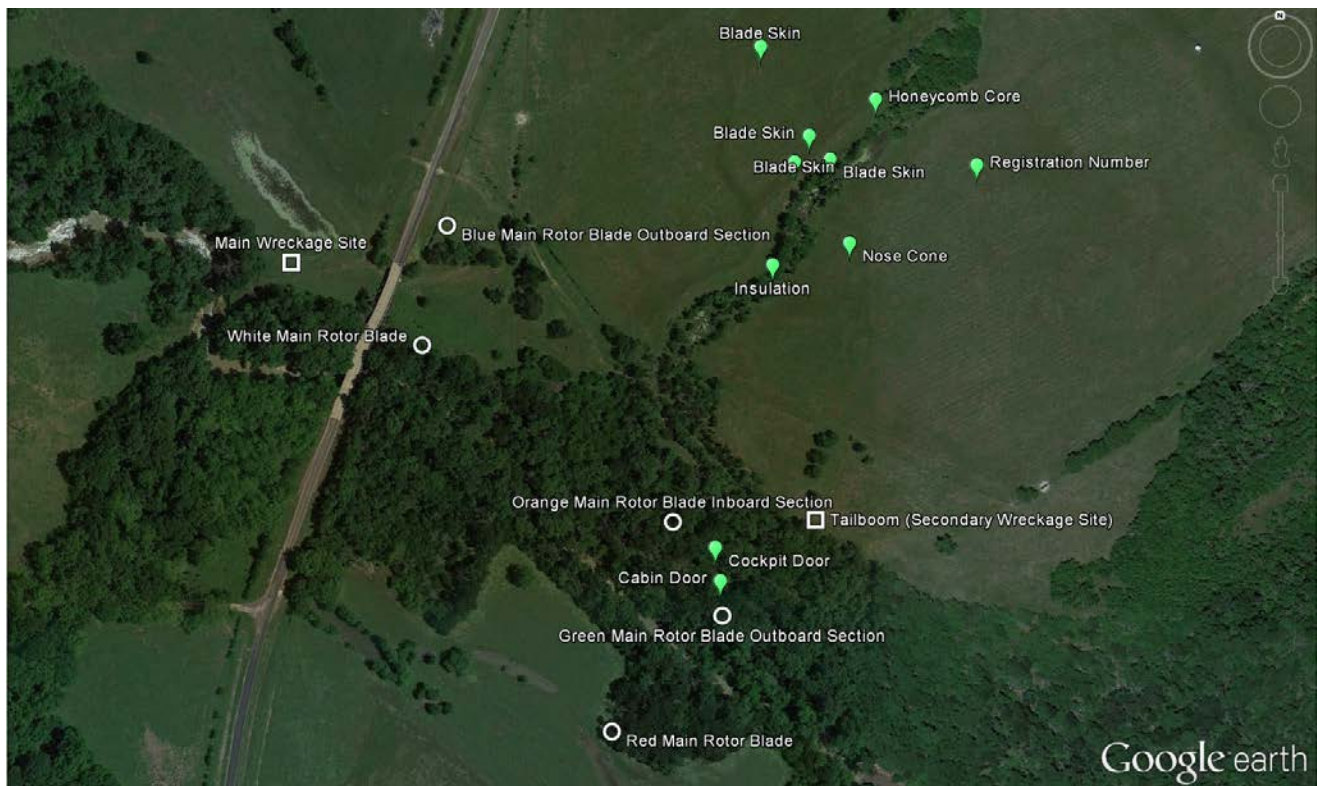 N
Blade Skin
Honeycomb Core
Blade Skin
Blade Skin
Blade Skin
Registration Number
Blue Main Rotor Blade Outboard Section
Main Wreckage Site
Nose Cone
Insulation
White Main Rotor Blade
Orange Main Rotor Blade Inboard Section
Tailboom (Secondary Wreckage Site)
Cockpit Door
Cabin Door
Green Main Rotor Blade Outboard Section
Red Main Rotor Blade
Google earth